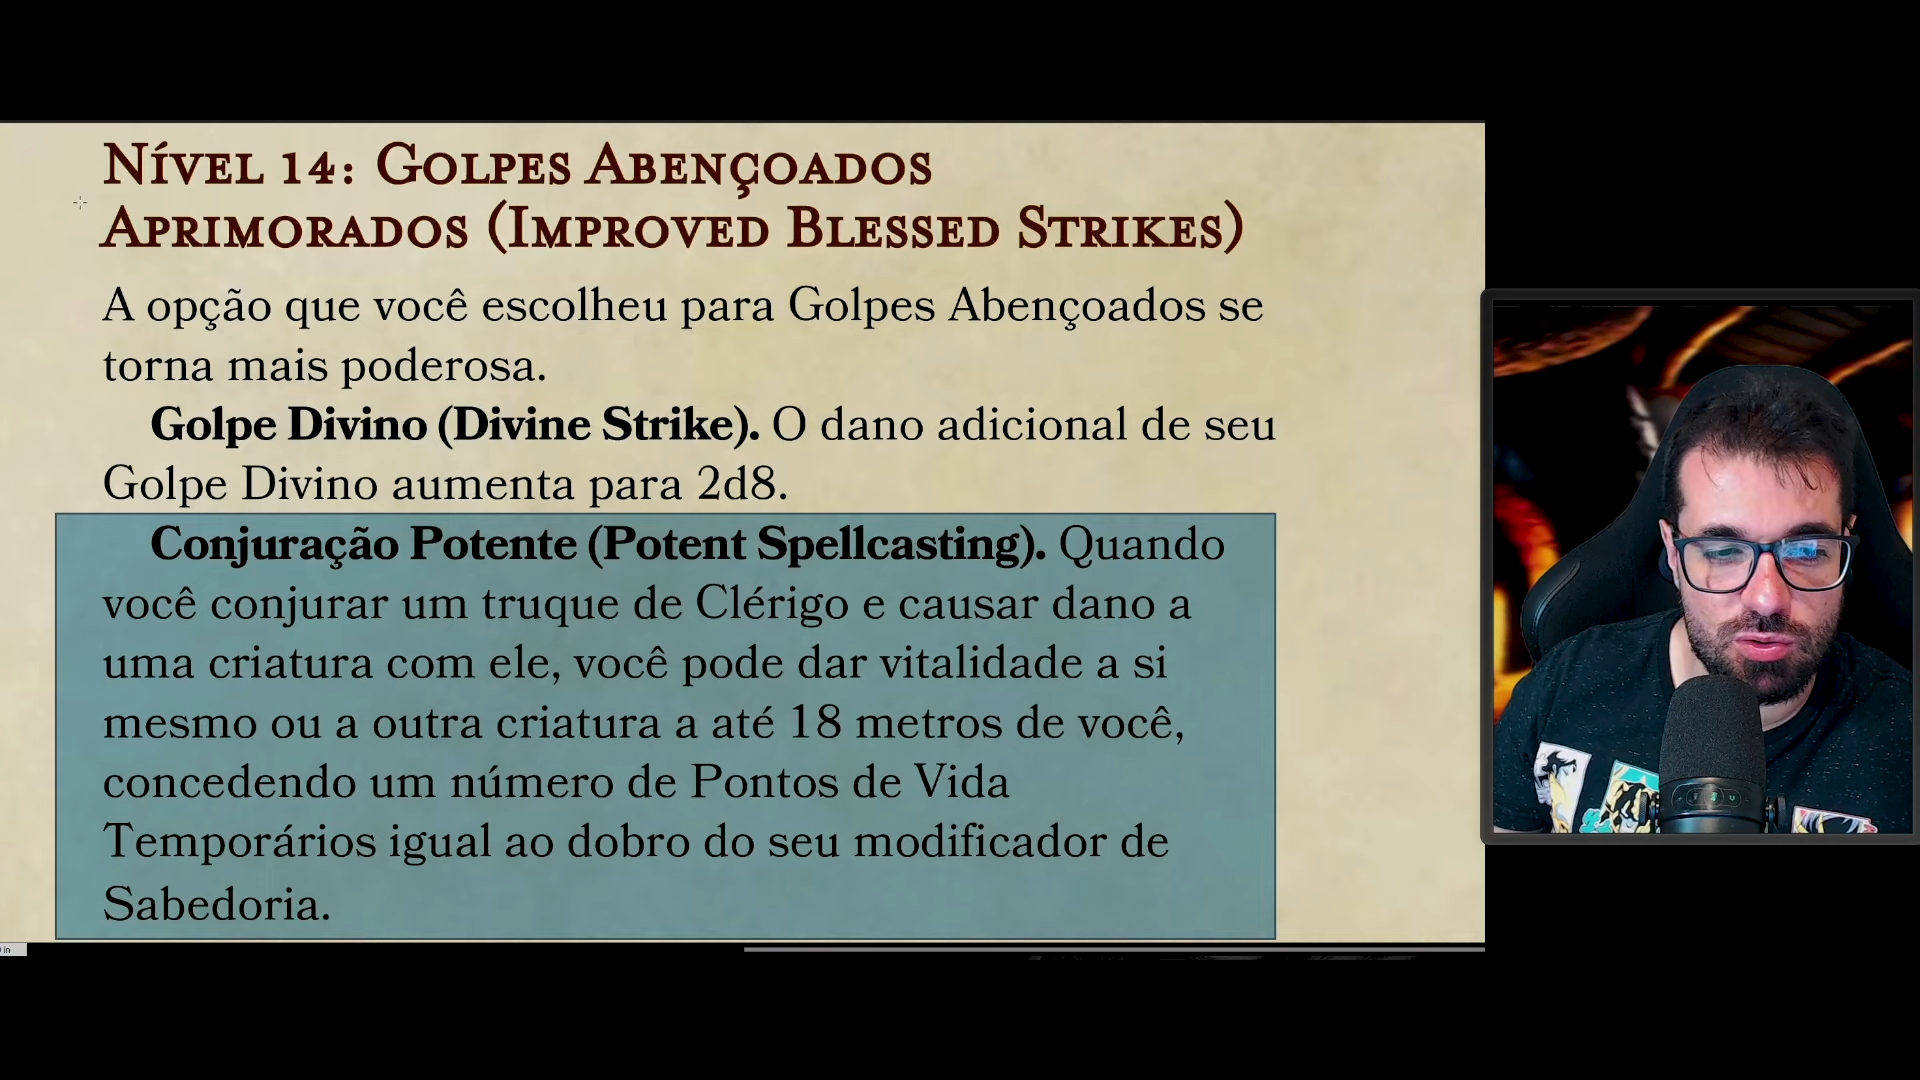 Nível 14: Golpes Abençoados
Aprimorados (Improved Blessed Strikes)
A opção que você escolheu para Golpes Abençoados se
torna mais poderosa.
Golpe Divino (Divine Strike). O dano adicional de seu
Golpe Divino aumenta para 2d8.
Conjuração Potente (Potent Spellcasting). Quando
você conjurar um truque de Clérigo e causar dano a
uma criatura com ele, você pode dar vitalidade a si
mesmo ou a outra criatura a até 18 metros de você,
concedendo um número de Pontos de Vida
Temporários igual ao dobro do seu modificador de
Sabedoria.
in